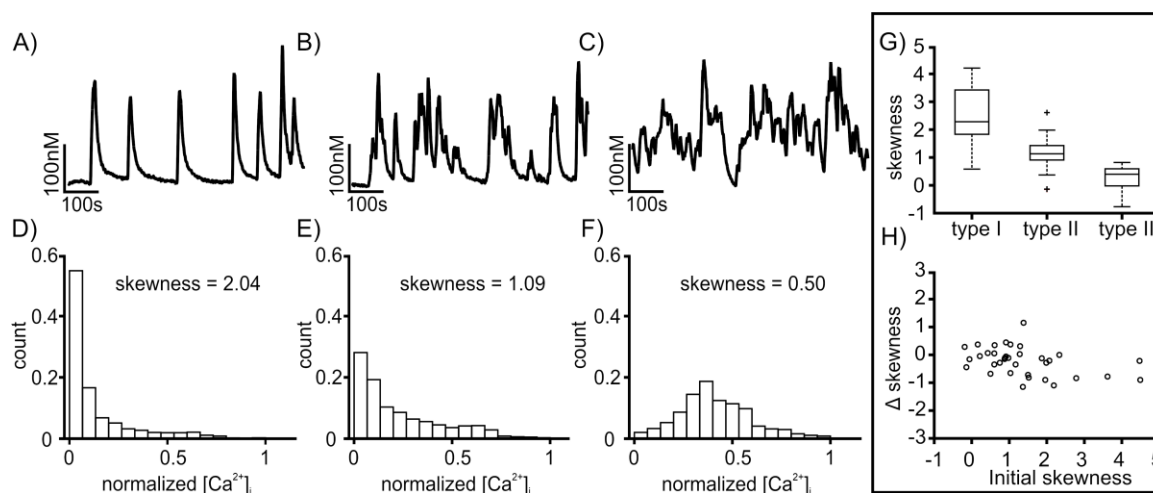 A)
100nM
100s
B)
100nM
100s
C)
100nM
100s
D)
0.6
0.4
0.2
0
count
skewness = 2.04
0 0.5 1
normalized [Ca²⁺]ᵢ
E)
0.6
0.4
0.2
0
count
skewness = 1.09
0 0.5 1
normalized [Ca²⁺]ᵢ
F)
0.6
0.4
0.2
0
count
skewness = 0.50
0 0.5 1
normalized [Ca²⁺]ᵢ
G)
5
4
3
2
1
0
-1
skewness
type I type II type II
H)
3
2
1
0
-1
-2
-3
Δ skewness
-1 0 1 2 3 4 5
Initial skewness